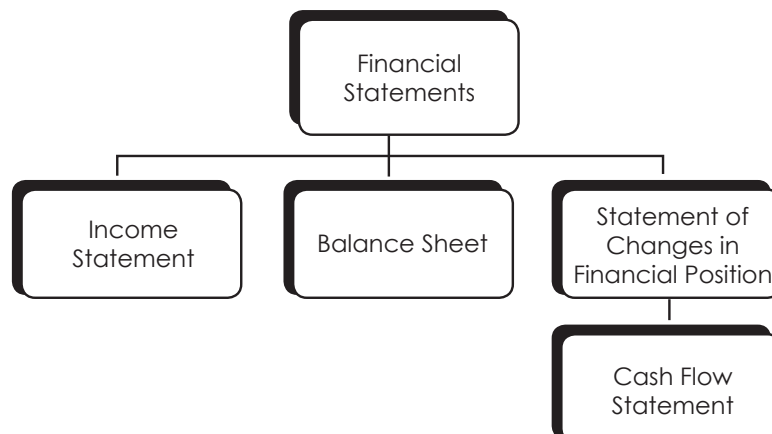 Financial
Statements
Income
Statement
Balance Sheet
Statement of
Changes in
Financial Position
Cash Flow
Statement